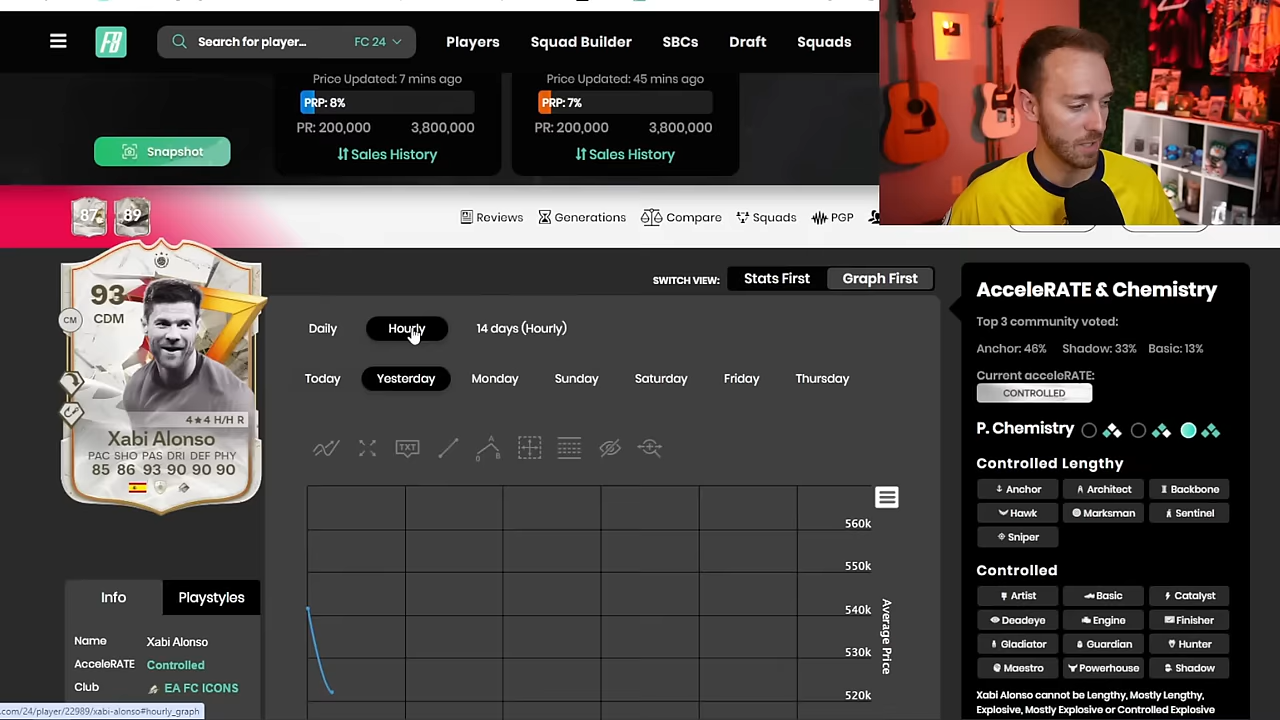 FB
Search for player...
FC 24
Players
Squad Builder
SBCs
Draft
Squads
Price Updated: 7 mins ago
PRP: 8%
PR: 200,000
3,800,000
Sales History
Price Updated: 45 mins ago
PRP: 7%
PR: 200,000
3,800,000
Sales History
Snapshot
87
89
Reviews
Generations
Compare
Squads
PGP
SWITCH VIEW:
Stats First
Graph First
93
CDM
CM
4★4 H/H R
Xabi Alonso
PAC SHO PAS DRI DEF PHY
85 86 93 90 90 90
Daily
Hourly
14 days (Hourly)
Today
Yesterday
Monday
Sunday
Saturday
Friday
Thursday
TXT
560k
550k
540k
530k
520k
Average Price
Info
Playstyles
Name
Xabi Alonso
AcceleRATE
Controlled
Club
EA FC ICONS
.com/24/player/22989/xabi-alonso#hourly_graph
AcceleRATE & Chemistry
Top 3 community voted:
Anchor: 46%
Shadow: 33%
Basic: 13%
Current acceleRATE:
CONTROLLED
P. Chemistry
Controlled Lengthy
Anchor
Architect
Backbone
Hawk
Marksman
Sentinel
Sniper
Controlled
Artist
Basic
Catalyst
Deadeye
Engine
Finisher
Gladiator
Guardian
Hunter
Maestro
Powerhouse
Shadow
Xabi Alonso cannot be Lengthy, Mostly Lengthy,
Explosive, Mostly Explosive or Controlled Explosive